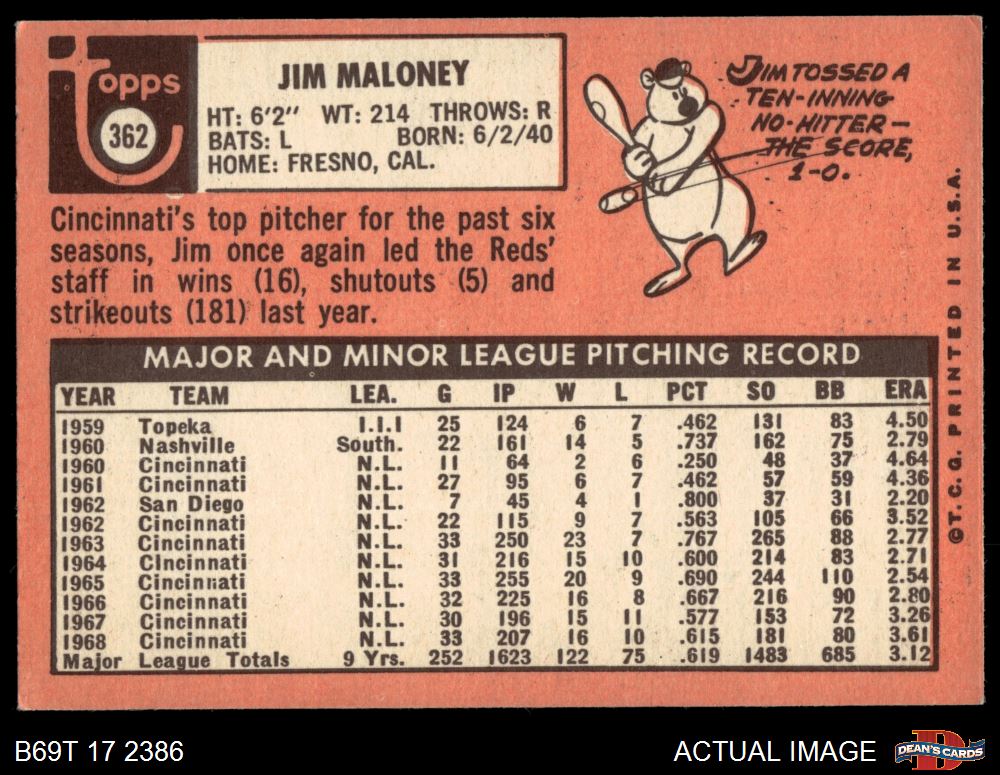 Topps
362
JIM MALONEY
HT: 6'2" WT: 214 THROWS: R
BATS: L BORN: 6/2/40
HOME: FRESNO, CAL.
JIM TOSSED A
TEN-INNING
NO-HITTER—
THE SCORE,
1-0.
Cincinnati's top pitcher for the past six
seasons, Jim once again led the Reds'
staff in wins (16), shutouts (5) and
strikeouts (181) last year.
MAJOR AND MINOR LEAGUE PITCHING RECORD
YEAR TEAM LEA. G IP W L PCT SO BB ERA
1959 Topeka I.I.I 25 124 6 7 .462 131 83 4.50
1960 Nashville South. 22 161 14 5 .737 162 75 2.79
1960 Cincinnati N.L. 11 64 2 6 .250 48 37 4.64
1961 Cincinnati N.L. 27 95 6 7 .462 57 59 4.36
1962 San Diego N.L. 7 45 4 1 .800 37 31 2.20
1962 Cincinnati N.L. 22 115 9 7 .563 105 66 3.52
1963 Cincinnati N.L. 33 250 23 7 .767 265 88 2.77
1964 Cincinnati N.L. 31 216 15 10 .600 214 83 2.71
1965 Cincinnati N.L. 33 255 20 9 .690 244 110 2.54
1966 Cincinnati N.L. 32 225 16 8 .667 216 90 2.80
1967 Cincinnati N.L. 30 196 15 11 .577 153 72 3.26
1968 Cincinnati N.L. 33 207 16 10 .615 181 80 3.61
Major League Totals 9 Yrs. 252 1623 122 75 .619 1483 685 3.12
©T.C.G. PRINTED IN U.S.A.
B69T 17 2386
ACTUAL IMAGE
DEAN'S CARDS